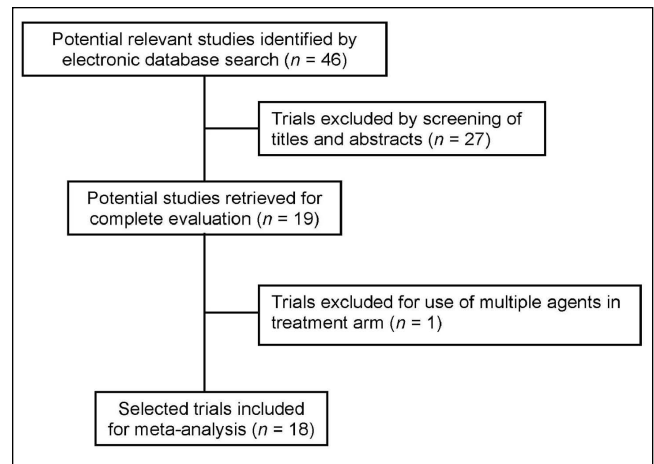 Potential relevant studies identified by
electronic database search (n = 46)
Trials excluded by screening of
titles and abstracts (n = 27)
Potential studies retrieved for
complete evaluation (n = 19)
Trials excluded for use of multiple agents in
treatment arm (n = 1)
Selected trials included
for meta-analysis (n = 18)